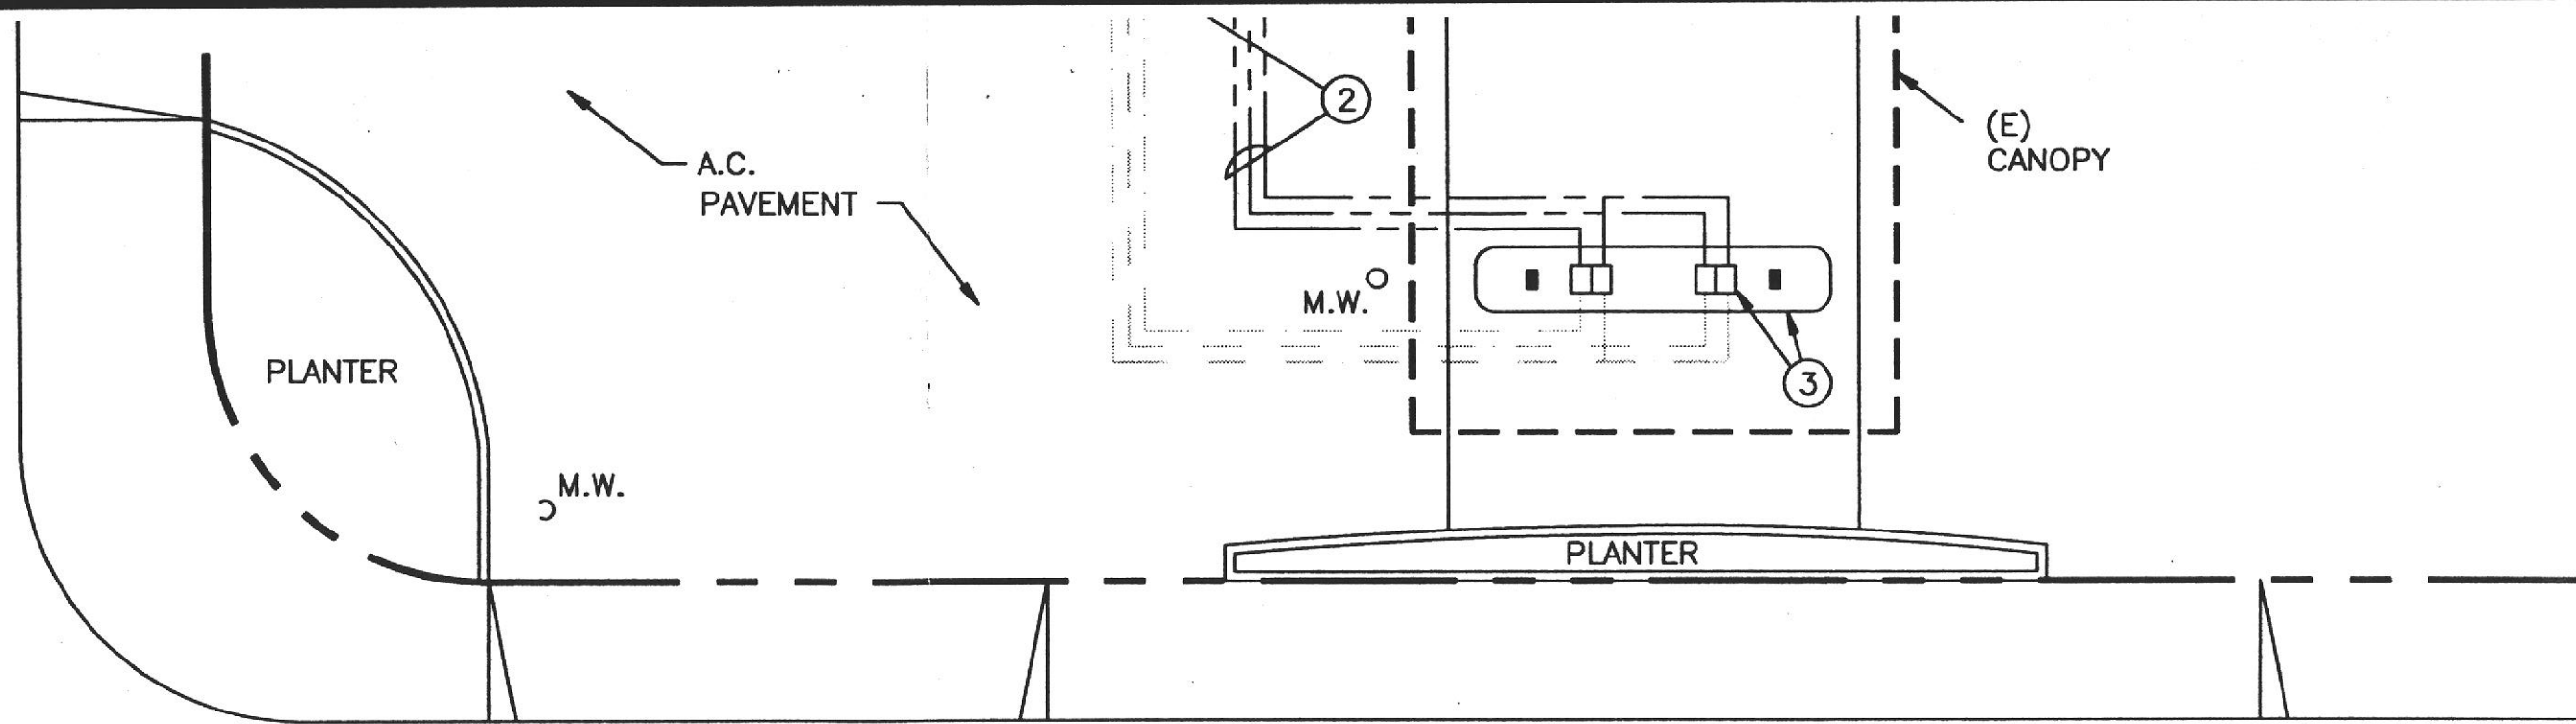 2
(E)
CANOPY
A.C.
PAVEMENT
M.W.
PLANTER
3
M.W.
PLANTER